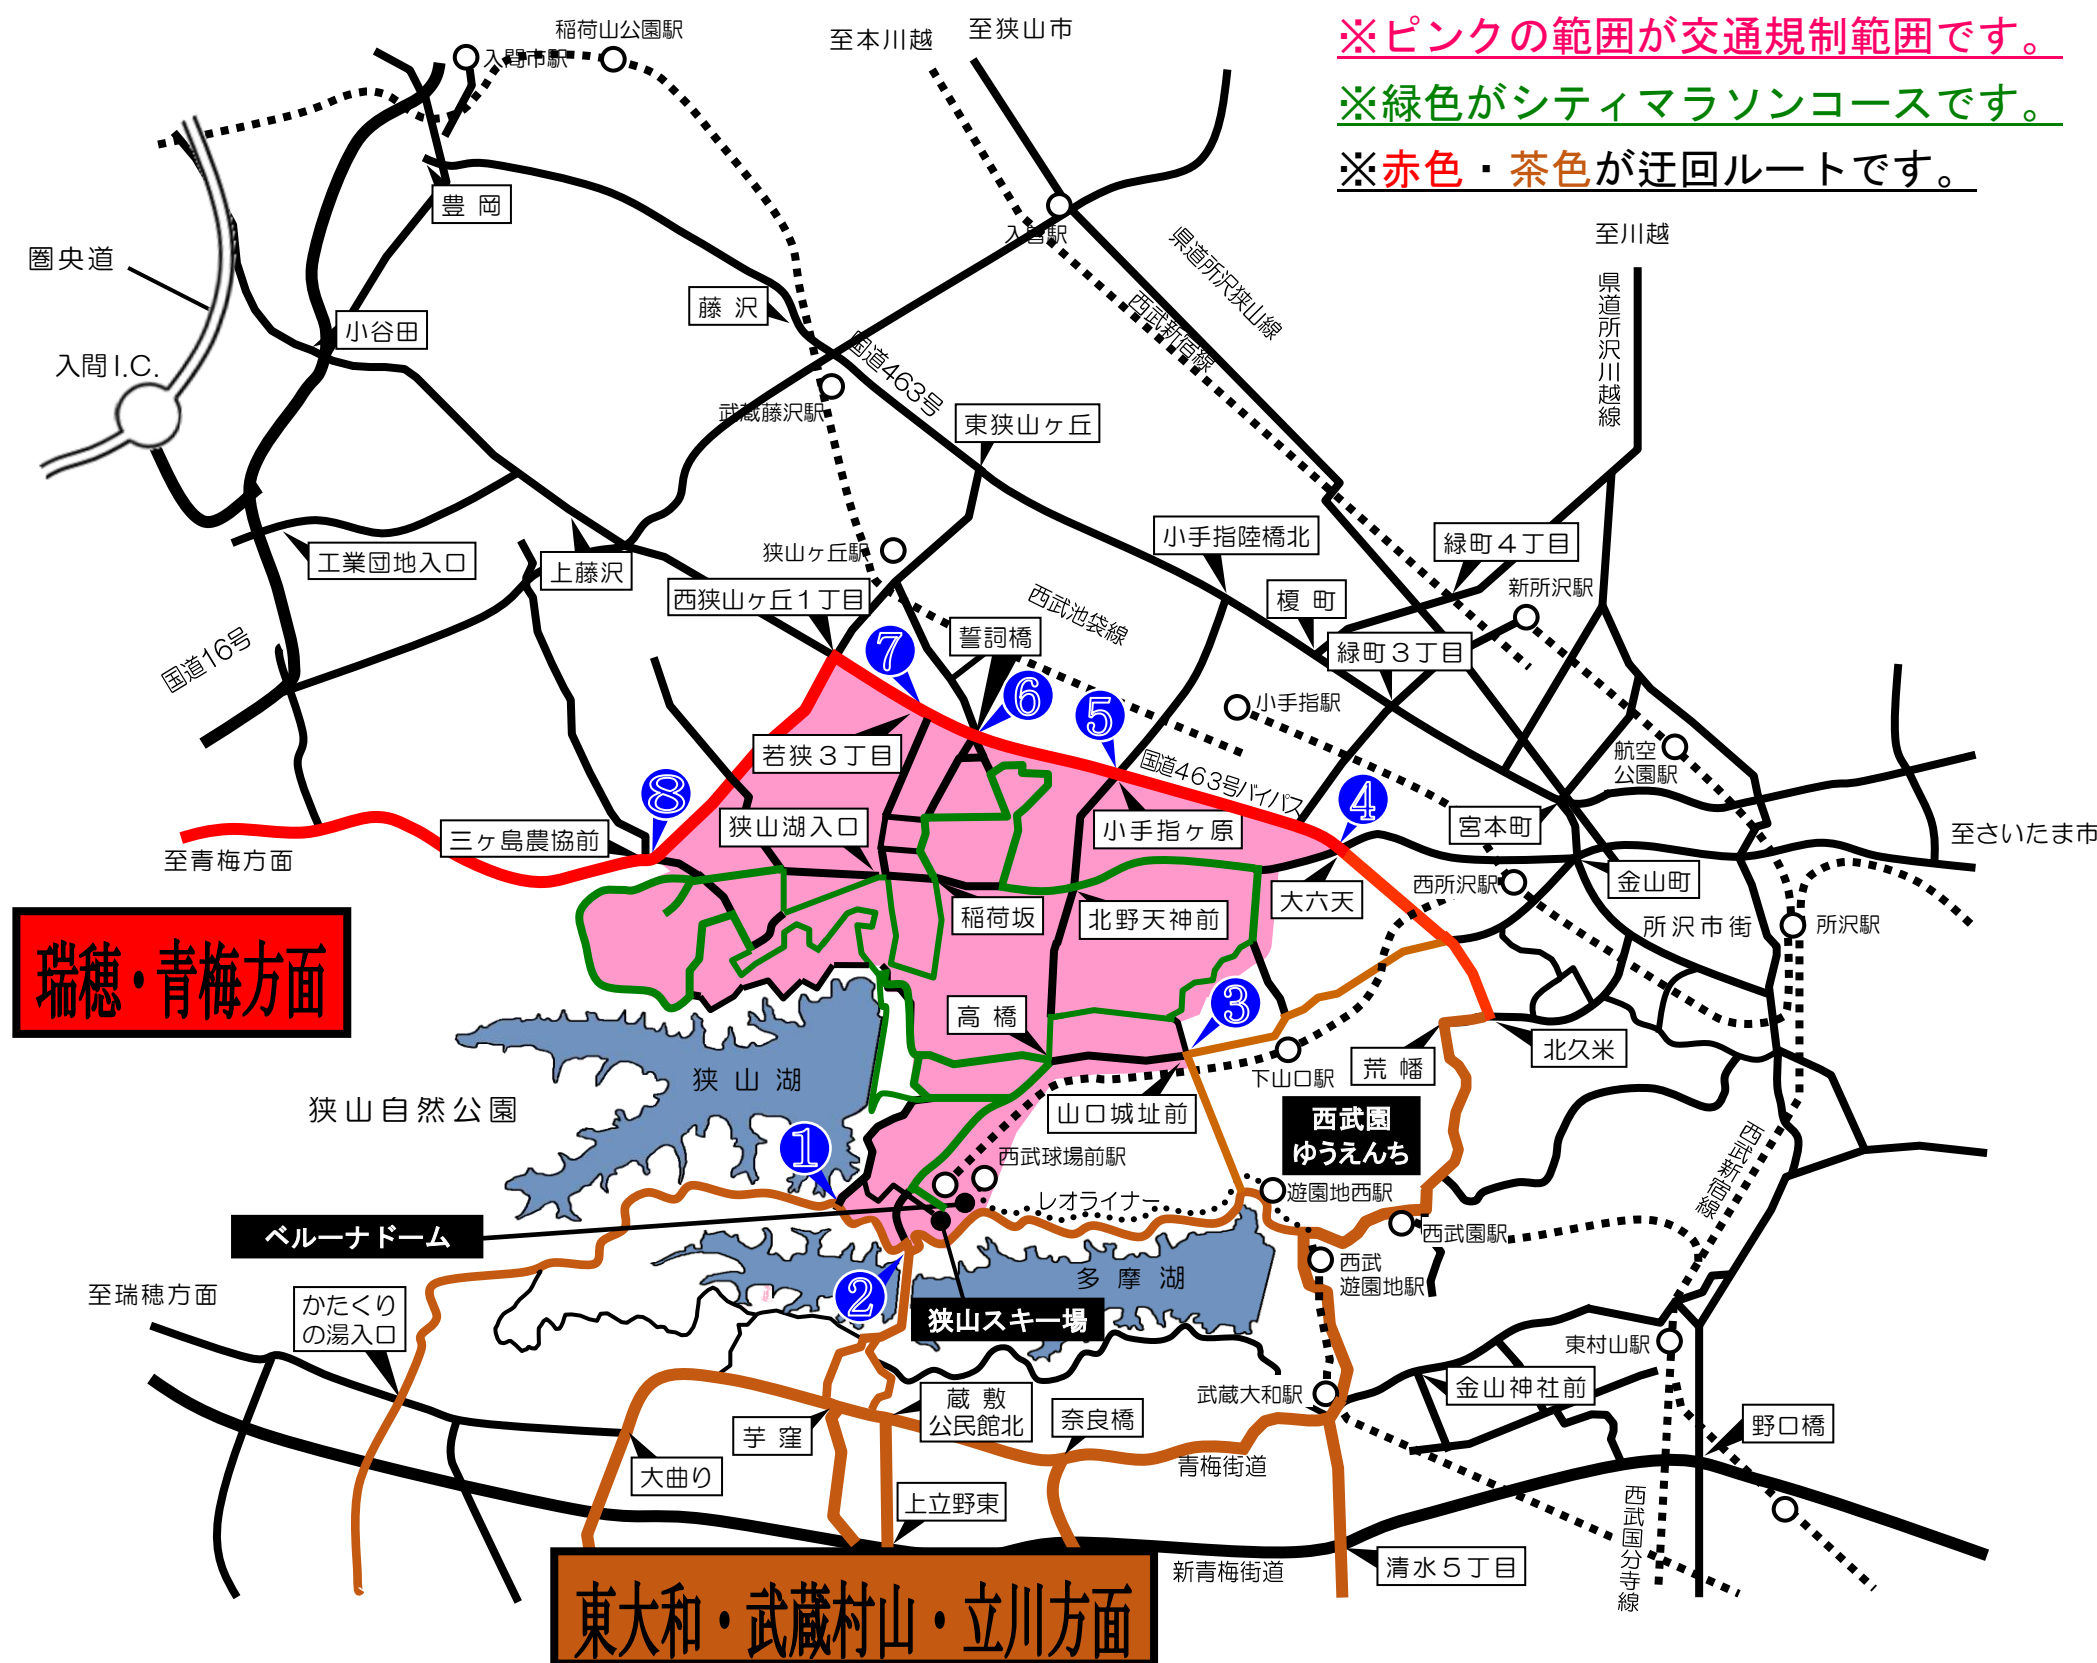 ※ピンクの範囲が交通規制範囲です。
※緑色がシティマラソンコースです。
※赤色・茶色が迂回ルートです。
稲荷山公園駅
至本川越
至狭山市
入間市駅
豊岡
圏央道
入間I.C.
小谷田
藤沢
国道463号
武蔵藤沢駅
入曽駅
県道所沢狭山線
西武新宿線
至川越
県道所沢川越線
東狭山ヶ丘
工業団地入口
上藤沢
狭山ヶ丘駅
西狭山ヶ丘1丁目
西武池袋線
小手指陸橋北
榎町
緑町4丁目
新所沢駅
緑町3丁目
誓詞橋
国道16号
⑦
⑥
⑤
小手指駅
航空
公園駅
若狭3丁目
国道463号バイパス
⑧
④
宮本町
狭山湖入口
小手指ヶ原
三ヶ島農協前
至青梅方面
至さいたま市
西所沢駅
金山町
大六天
稲荷坂
北野天神前
所沢市街
所沢駅
瑞穂・青梅方面
高橋
③
北久米
荒幡
下山口駅
狭山湖
狭山自然公園
山口城址前
西武園
ゆうえんち
①
西武球場前駅
レオライナー
遊園地西駅
西武新宿線
西武園駅
ベルーナドーム
西武
遊園地駅
多摩湖
②
狭山スキー場
至瑞穂方面
かたくり
の湯入口
東村山駅
武蔵大和駅
金山神社前
蔵敷
公民館北
奈良橋
芋窪
野口橋
青梅街道
大曲り
上立野東
西武国分寺線
新青梅街道
清水5丁目
東大和・武蔵村山・立川方面